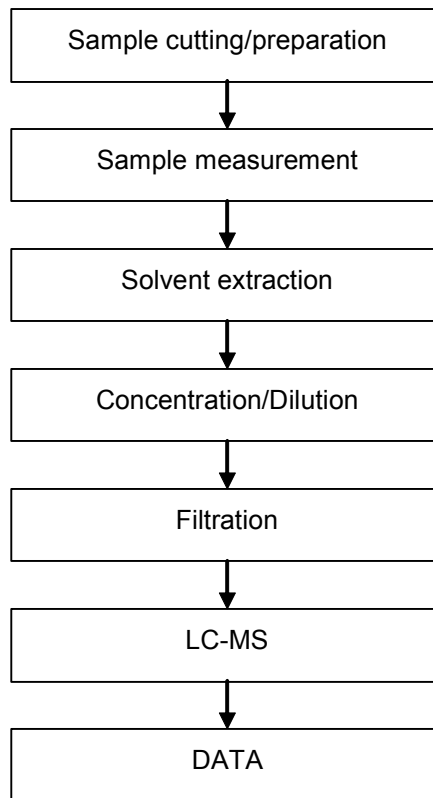 Sample cutting/preparation
Sample measurement
Solvent extraction
Concentration/Dilution
Filtration
LC-MS
DATA